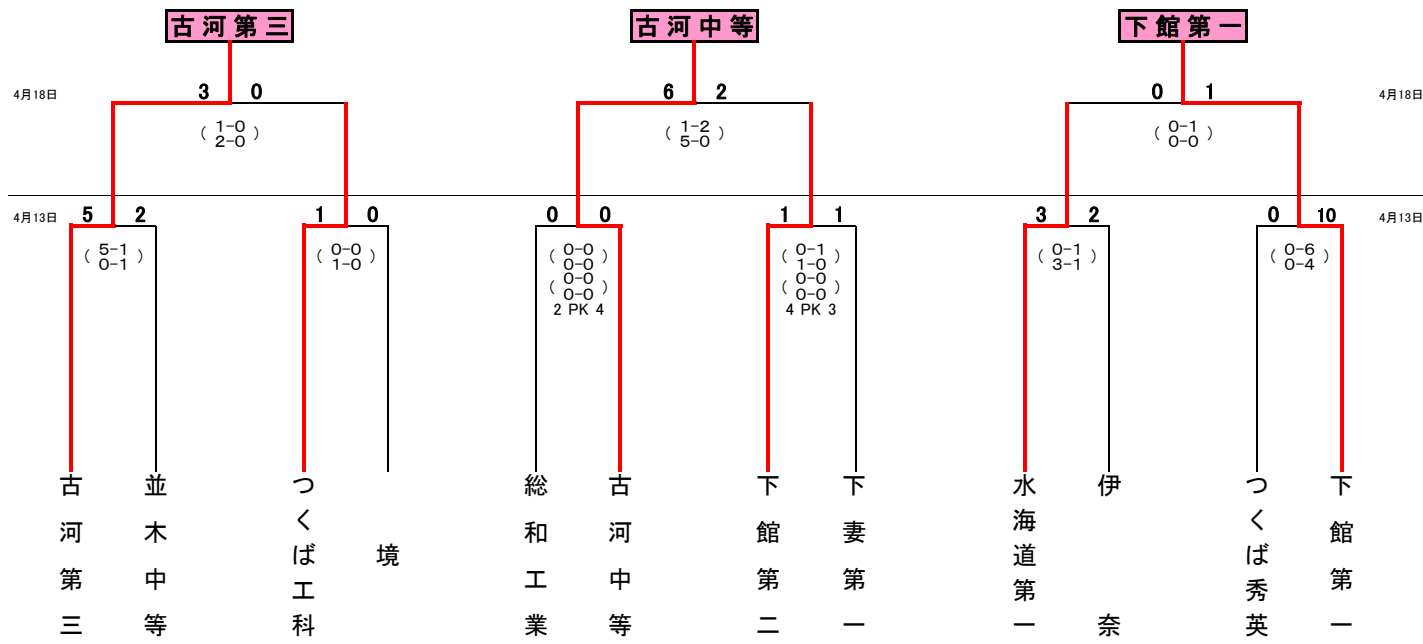 古河第三
古河中等
下館第一
4月18日
3 0
6 2
0 1
4月18日
( 1-0
2-0 )
( 1-2
5-0 )
( 0-1
0-0 )
4月13日
5 2
1 0
0 0
1 1
3 2
0 10
4月13日
( 5-1
0-1 )
( 0-0
1-0 )
( 0-0
0-0 )
( 0-0
0-0 )
2 PK 4
( 0-1
1-0 )
( 0-0
0-0 )
4 PK 3
( 0-1
3-1 )
( 0-6
0-4 )
古河第三
並木中等
つくば工科
境
総和工業
古河中等
下館第二
下妻第一
水海道第一
伊奈
つくば秀英
下館第一